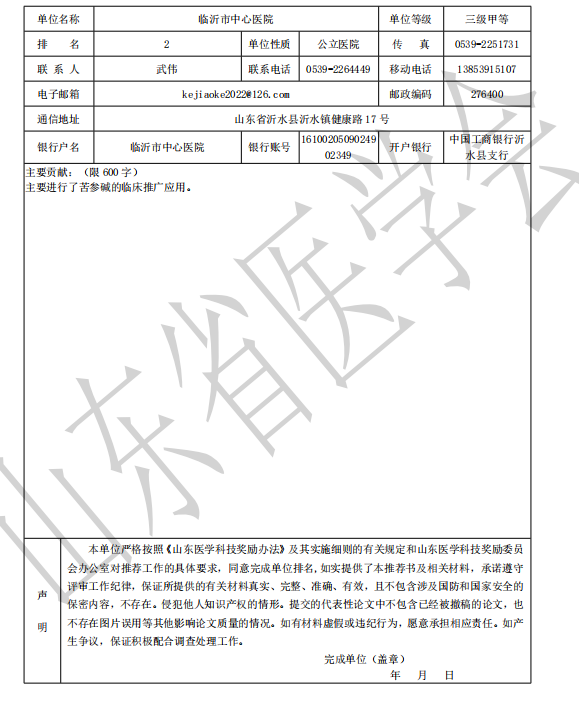 单位名称 临沂市中心医院 单位等级 三级甲等
排 名 2 单位性质 公立医院 传 真 0539-2251731
联 系 人 武伟 联系电话 0539-2264449 移动电话 13853915107
电子邮箱 kejiaoke2022@126.com 邮政编码 276400
通信地址 山东省沂水县沂水镇健康路 17 号
银行户名 临沂市中心医院 银行账号 16100205090249 开户银行 中国工商银行沂
02349 水县支行
主要贡献：（限 600 字）
主要进行了苦参碱的临床推广应用。
山东省医学会
声
明
本单位严格按照《山东医学科技奖励办法》及其实施细则的有关规定和山东医学科技奖励委员
会办公室对推荐工作的具体要求，同意完成单位排名,如实提供了本推荐书及相关材料，承诺遵守
评审工作纪律，保证所提供的有关材料真实、完整、准确、有效，且不包含涉及国防和国家安全的
保密内容，不存在。侵犯他人知识产权的情形。提交的代表性论文中不包含已经被撤稿的论文，也
不存在图片误用等其他影响论文质量的情况。如有材料虚假或违纪行为，愿意承担相应责任。如产
生争议，保证积极配合调查处理工作。
完成单位（盖章）
年 月 日